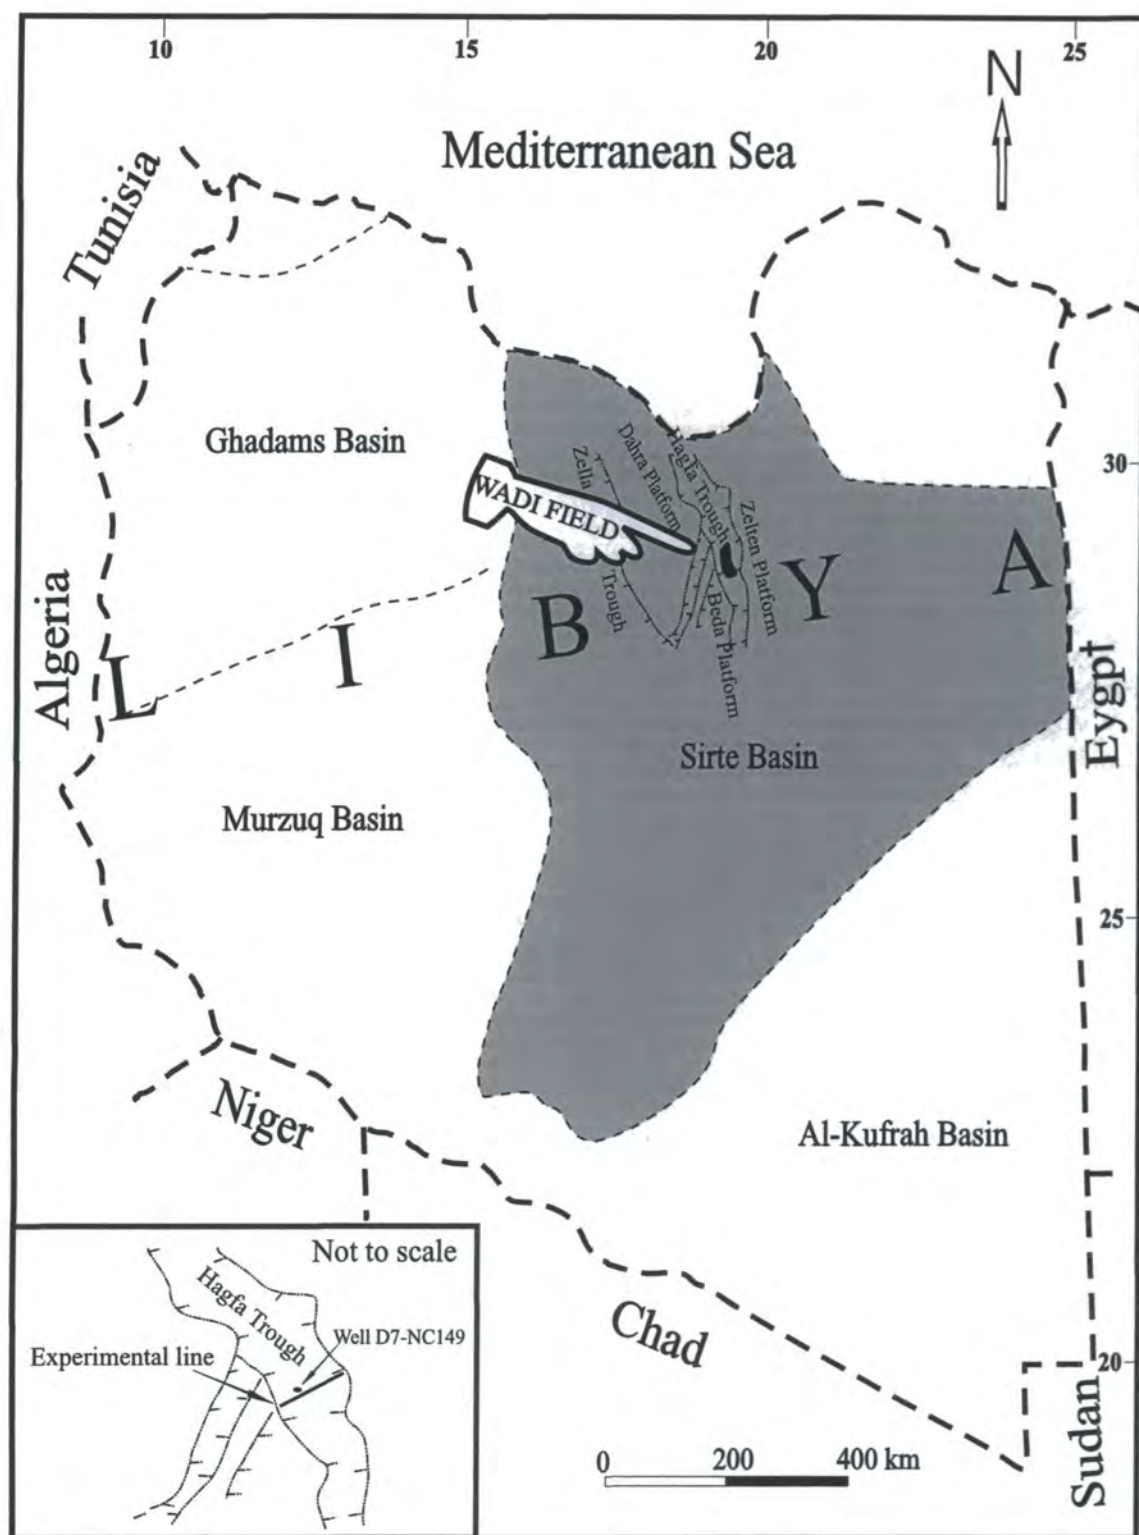 10 15 20 25
N
Mediterranean Sea
Tunisia
Ghadams Basin
30
Zella
Dahra Platform
Hagfa Trough
WADI FIELD
Zelten Platform
Trough
Beda Platform
L I B Y A
Algeria
Eygpt
Sirte Basin
Murzuq Basin
25
Niger
Al-Kufrah Basin
Chad
20
Sudan
0 200 400 km
Not to scale
Hagfa Trough
Well D7-NC149
Experimental line